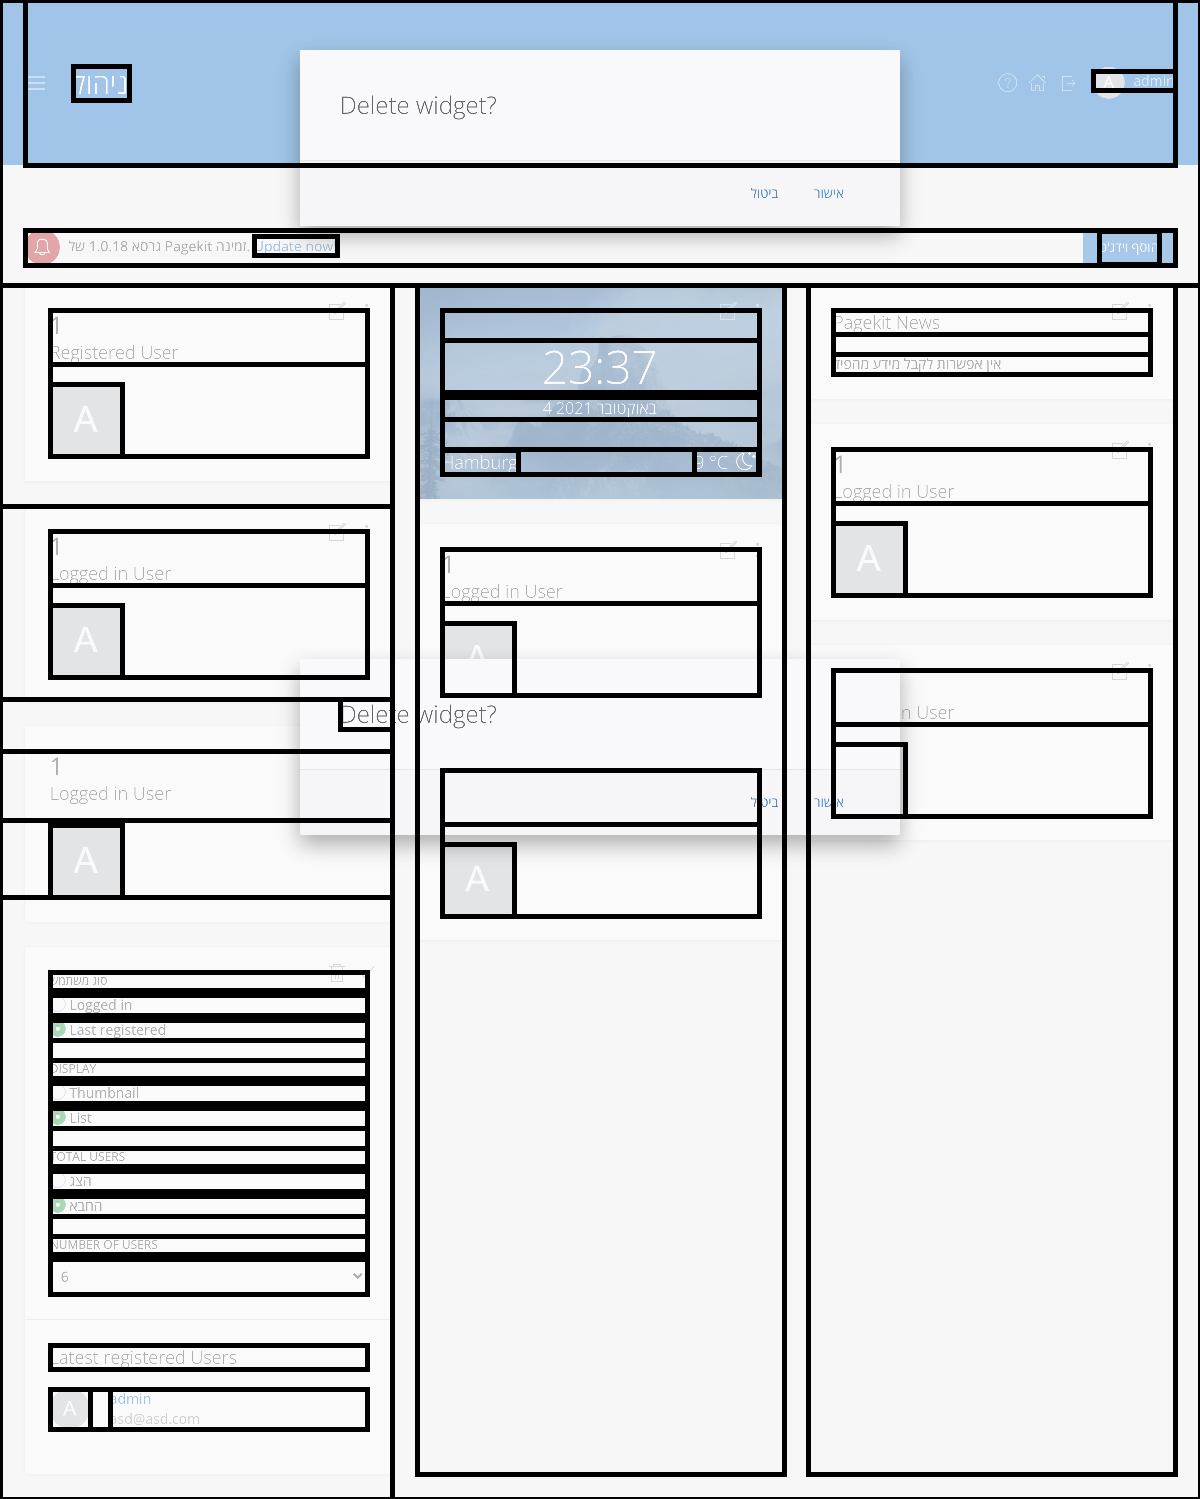 ניהול
admin
Delete widget?
ביטול אישור
של Pagekit גרסא 1.0.18 זמינה. Update now
הוסף וידג'ט
1
Registered User
A
1
Logged in User
A
1
Logged in User
A
סוג משתמש
Logged in
Last registered
DISPLAY
Thumbnail
List
TOTAL USERS
הצג
החבא
NUMBER OF USERS
6
Latest registered Users
A
admin
asd@asd.com
23:37
4 באוקטובר 2021
Hamburg
9 °C
1
Logged in User
A
Delete widget?
ביטול אישור
A
Pagekit News
אין אפשרות לקבל מידע מהפיד
1
Logged in User
A
in User